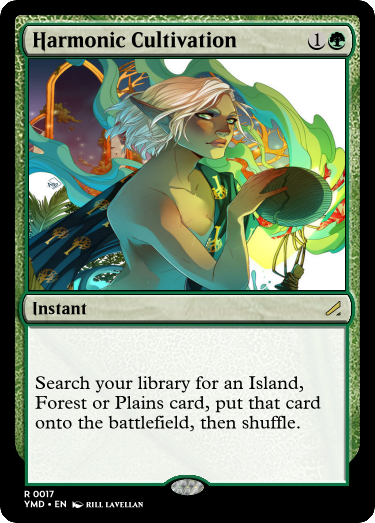 Harmonic Cultivation 1
Instant
Search your library for an Island,
Forest or Plains card, put that card
onto the battlefield, then shuffle.
R 0017
YMD • EN RILL LAVELLAN